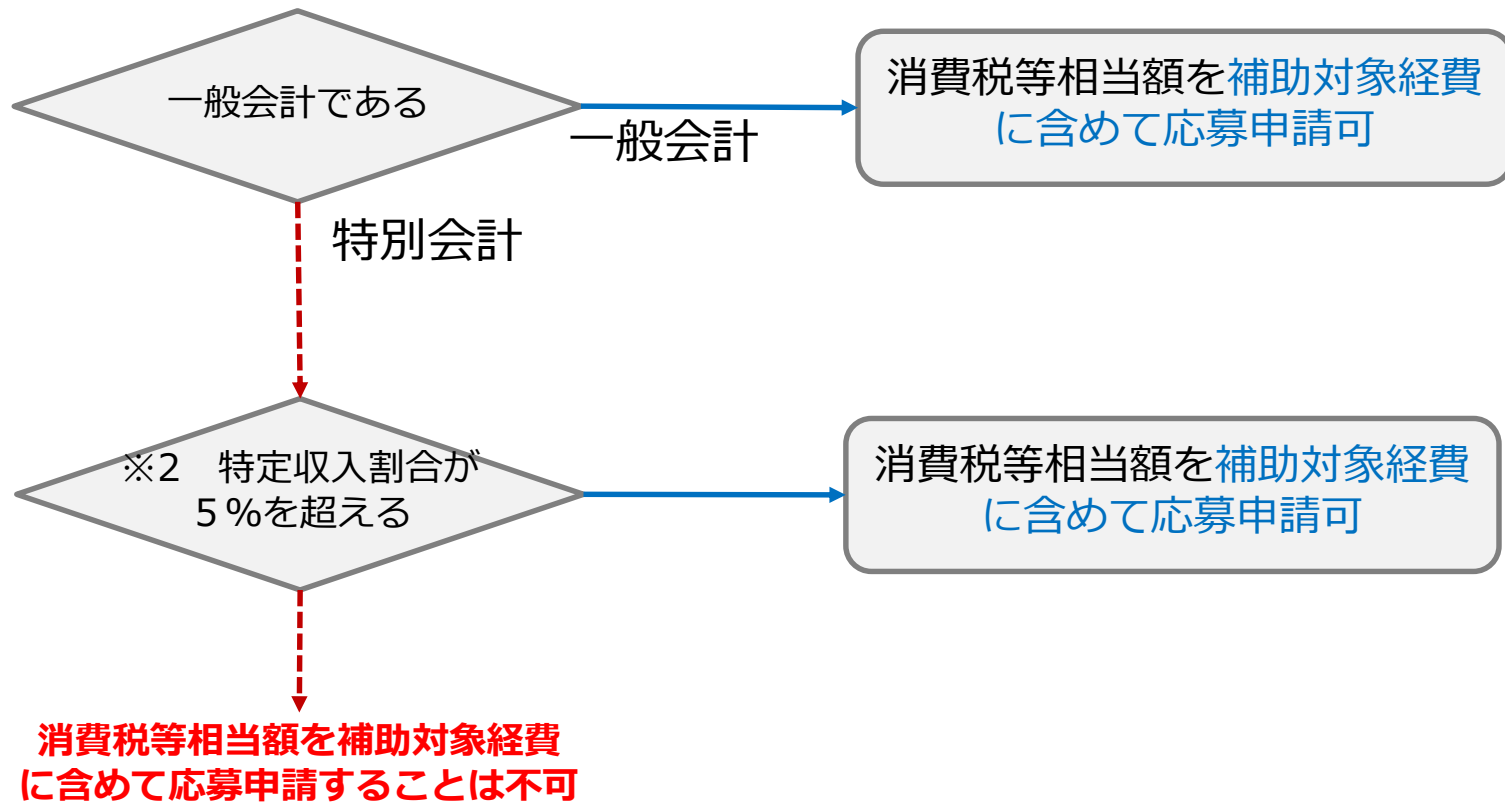 一般会計である
消費税等相当額を補助対象経費
に含めて応募申請可
一般会計
特別会計
※2　特定収入割合が
５％を超える
消費税等相当額を補助対象経費
に含めて応募申請可
消費税等相当額を補助対象経費
に含めて応募申請することは不可